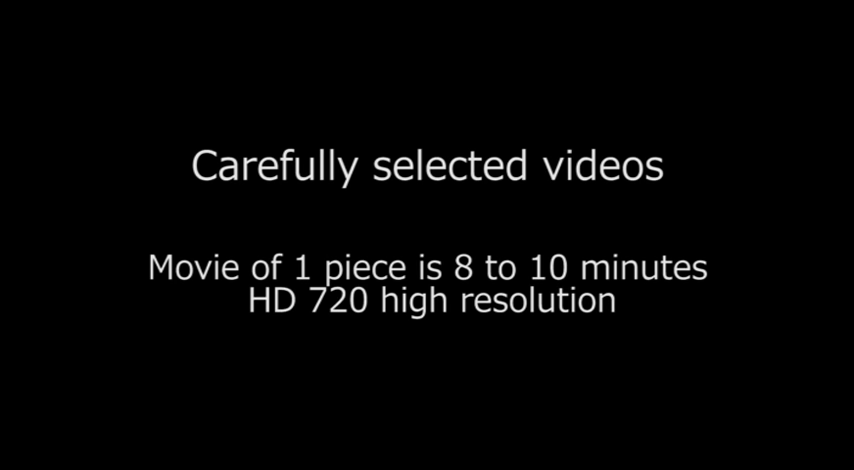 Carefully selected videos
Movie of 1 piece is 8 to 10 minutes
HD 720 high resolution